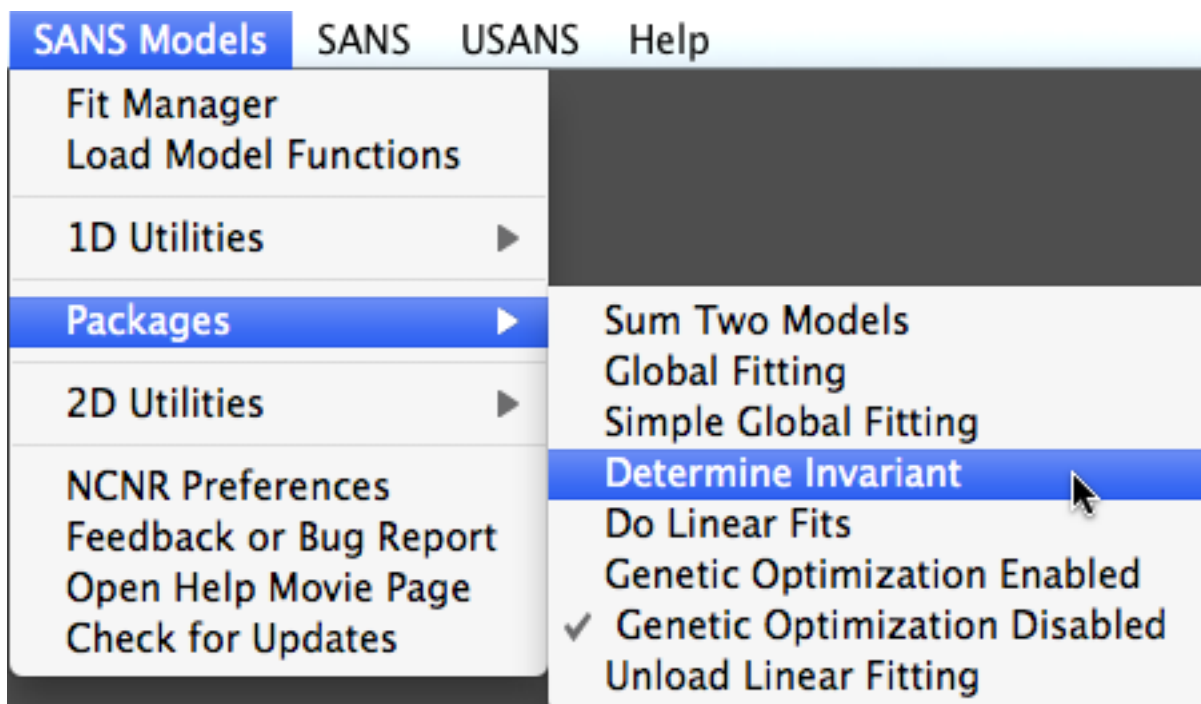 SANS Models SANS USANS Help
Fit Manager
Load Model Functions
1D Utilities
Packages
2D Utilities
NCNR Preferences
Feedback or Bug Report
Open Help Movie Page
Check for Updates
Sum Two Models
Global Fitting
Simple Global Fitting
Determine Invariant
Do Linear Fits
Genetic Optimization Enabled
Genetic Optimization Disabled
Unload Linear Fitting